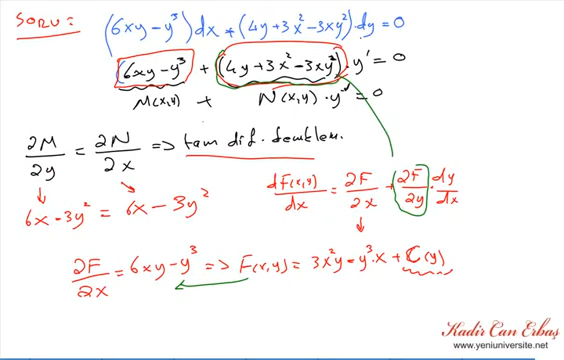 SORU:
(6xy-y³)dx+(4y+3x²-3xy²).dy=0
(6xy-y³) + (4y+3x²-3xy²).y'=0
M(x,y) + N(x,y).y'=0
∂M/∂y = ∂N/∂x => tam dif. denklem.
6x-3y² = 6x-3y²
dF(x,y)/dx = ∂F/∂x + ∂F/∂y . dy/dx
∂F/∂x = 6xy-y³ => F(x,y) = 3x²y-y³.x+C(y)
Kadir Can Erbaş
www.yeniuniversite.net